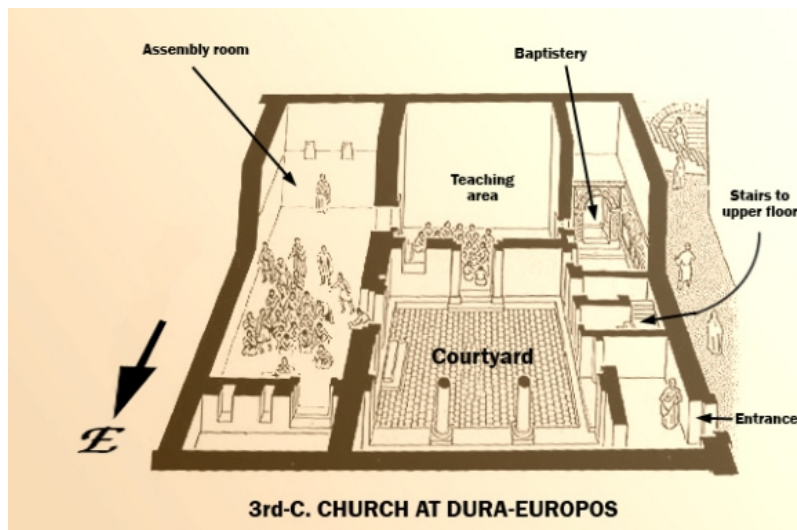 Assembly room
Baptistery
Teaching
area
Stairs to
upper floor
Courtyard
Entrance
E
3rd-C. CHURCH AT DURA-EUROPOS